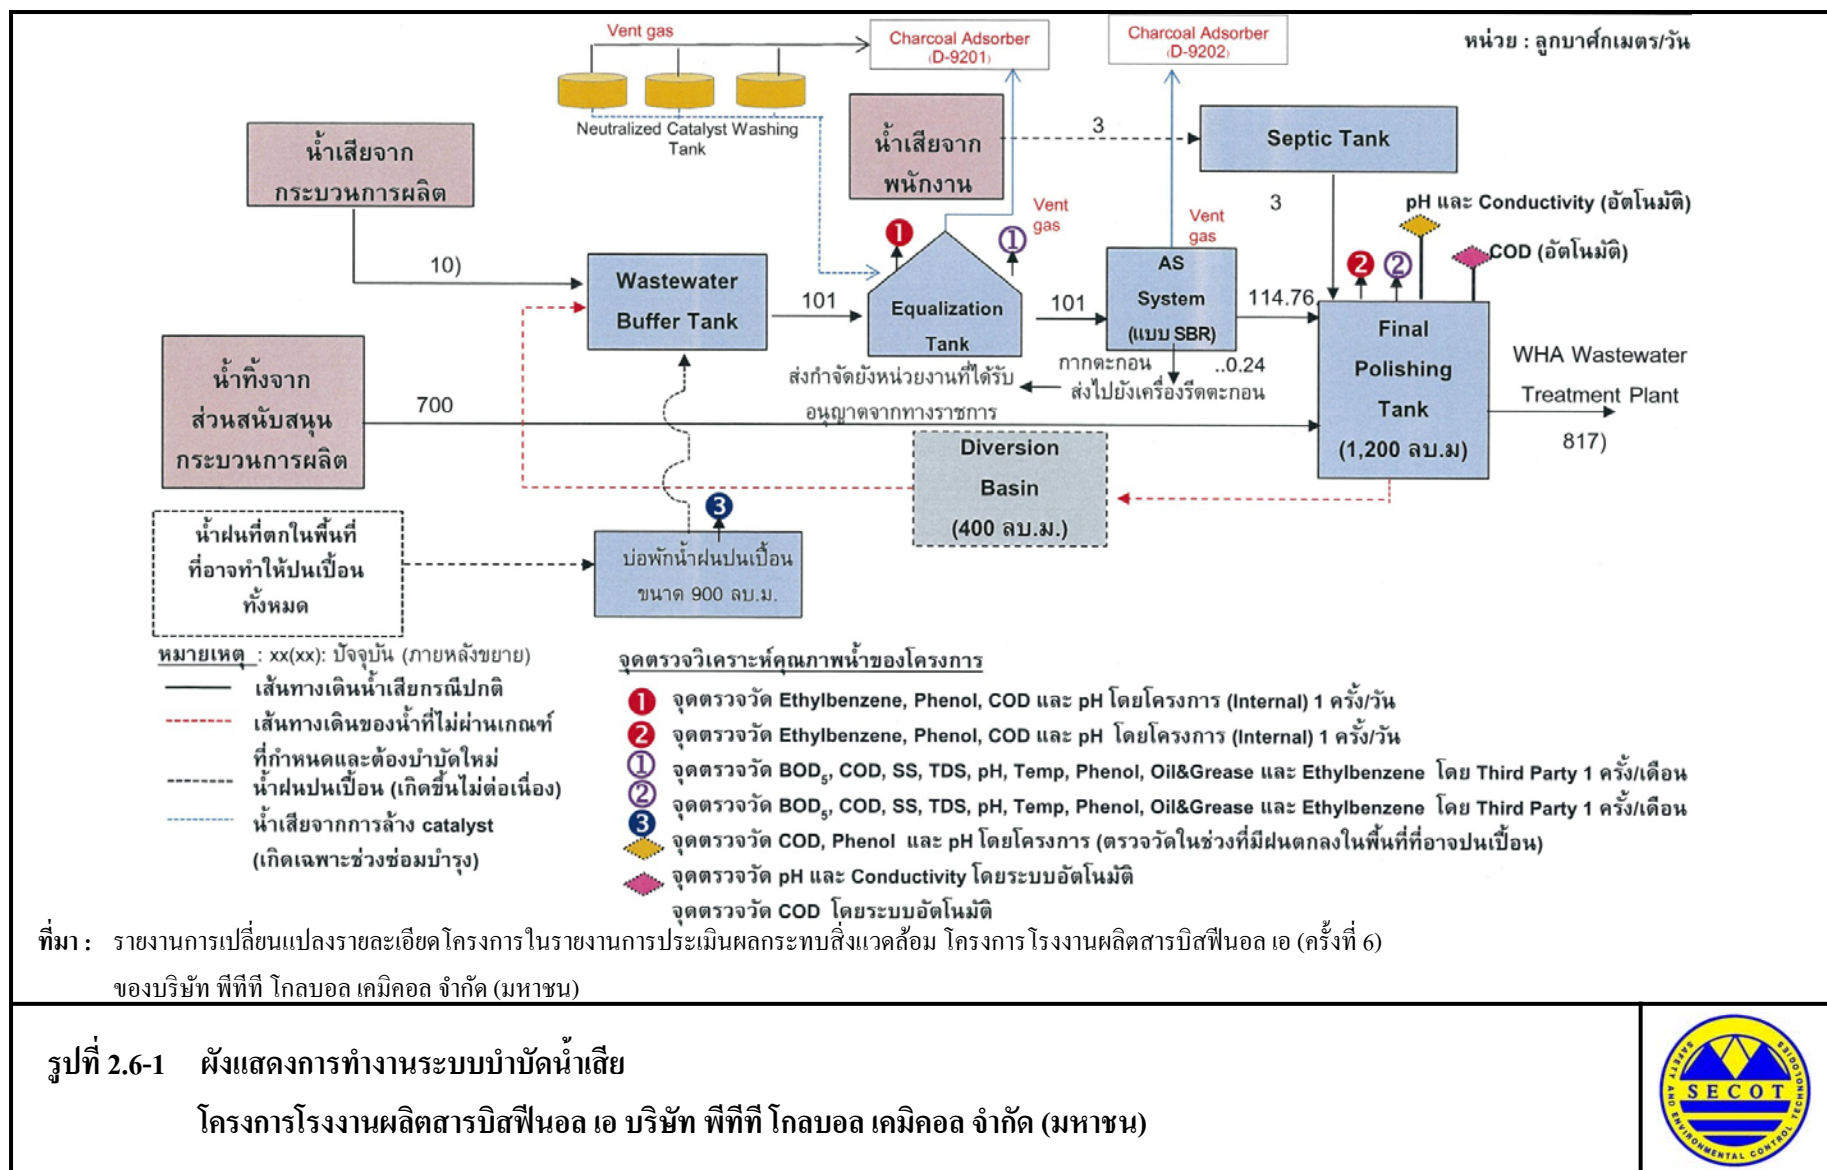 Vent gas
Charcoal Adsorber
(D-9201)
Charcoal Adsorber
(D-9202)
หน่วย : ลูกบาศก์เมตร/วัน
Neutralized Catalyst Washing
Tank
น้ำเสียจาก
กระบวนการผลิต
น้ำเสียจาก
พนักงาน
3
Septic Tank
3
Vent
gas
Vent
gas
pH และ Conductivity (อัตโนมัติ)
COD (อัตโนมัติ)
1
1
2
2
10)
Wastewater
Buffer Tank
101
Equalization
Tank
101
AS
System
(แบบ SBR)
114.76
Final
Polishing
Tank
(1,200 ลบ.ม)
WHA Wastewater
Treatment Plant
817)
กากตะกอน
..0.24
ส่งไปยังเครื่องรีดตะกอน
ส่งกำจัดยังหน่วยงานที่ได้รับ
อนุญาตจากทางราชการ
น้ำทิ้งจาก
ส่วนสนับสนุน
กระบวนการผลิต
700
Diversion
Basin
(400 ลบ.ม.)
3
น้ำฝนที่ตกในพื้นที่
ที่อาจทำให้ปนเปื้อน
ทั้งหมด
บ่อพักน้ำฝนปนเปื้อน
ขนาด 900 ลบ.ม.
หมายเหตุ : xx(xx): ปัจจุบัน (ภายหลังขยาย)
เส้นทางเดินน้ำเสียกรณีปกติ
เส้นทางเดินของน้ำที่ไม่ผ่านเกณฑ์
ที่กำหนดและต้องบำบัดใหม่
น้ำฝนปนเปื้อน (เกิดขึ้นไม่ต่อเนื่อง)
น้ำเสียจากการล้าง catalyst
(เกิดเฉพาะช่วงซ่อมบำรุง)
จุดตรวจวิเคราะห์คุณภาพน้ำของโครงการ
1 จุดตรวจวัด Ethylbenzene, Phenol, COD และ pH โดยโครงการ (Internal) 1 ครั้ง/วัน
2 จุดตรวจวัด Ethylbenzene, Phenol, COD และ pH โดยโครงการ (Internal) 1 ครั้ง/วัน
1 จุดตรวจวัด BOD5, COD, SS, TDS, pH, Temp, Phenol, Oil&Grease และ Ethylbenzene โดย Third Party 1 ครั้ง/เดือน
2 จุดตรวจวัด BOD5, COD, SS, TDS, pH, Temp, Phenol, Oil&Grease และ Ethylbenzene โดย Third Party 1 ครั้ง/เดือน
3 จุดตรวจวัด COD, Phenol และ pH โดยโครงการ (ตรวจวัดในช่วงที่มีฝนตกลงในพื้นที่ที่อาจปนเปื้อน)
จุดตรวจวัด pH และ Conductivity โดยระบบอัตโนมัติ
จุดตรวจวัด COD โดยระบบอัตโนมัติ
ที่มา : รายงานการเปลี่ยนแปลงรายละเอียดโครงการในรายงานการประเมินผลกระทบสิ่งแวดล้อม โครงการโรงงานผลิตสารบิสฟีนอล เอ (ครั้งที่ 6)
ของบริษัท พีทีที โกลบอล เคมิคอล จำกัด (มหาชน)
รูปที่ 2.6-1 ผังแสดงการทำงานระบบบำบัดน้ำเสีย
โครงการโรงงานผลิตสารบิสฟีนอล เอ บริษัท พีทีที โกลบอล เคมิคอล จำกัด (มหาชน)
SECOT
SAFETY AND ENVIRONMENTAL CONTROL TECHNOLOGIES